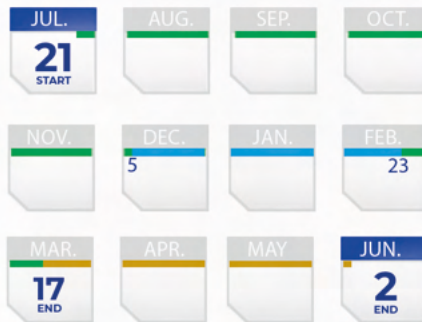 JUL.
AUG.
SEP.
OCT.
21
START
NOV.
DEC.
JAN.
FEB.
5
23
MAR.
APR.
MAY
JUN.
17
END
2
END